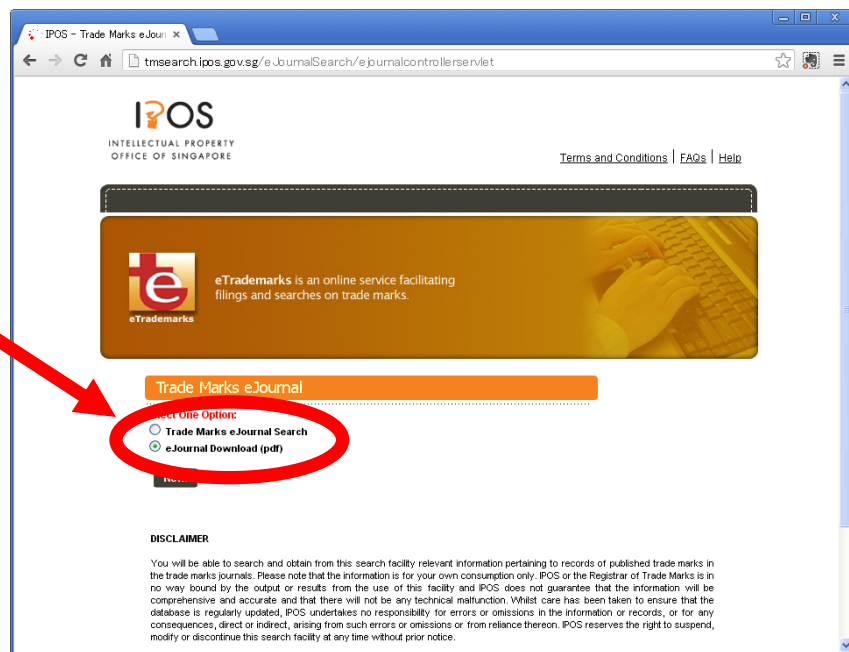 IPOS - Trade Marks eJour
tmsearch.ipos.gov.sg/eJournalSearch/ejournalcontrollerservlet
IPOS
INTELLECTUAL PROPERTY
OFFICE OF SINGAPORE
Terms and Conditions | FAQs | Help
te
eTrademarks
eTrademarks is an online service facilitating
filings and searches on trade marks.
Trade Marks eJournal
One Option:
Trade Marks eJournal Search
eJournal Download (pdf)
DISCLAIMER
You will be able to search and obtain from this search facility relevant information pertaining to records of published trade marks in
the trade marks journals. Please note that the information is for your own consumption only. IPOS or the Registrar of Trade Marks is in
no way bound by the output or results from the use of this facility and IPOS does not guarantee that the information will be
comprehensive and accurate and that there will not be any technical malfunction. Whilst care has been taken to ensure that the
database is regularly updated, IPOS undertakes no responsibility for errors or omissions in the information or records, or for any
consequences, direct or indirect, arising from such errors or omissions or from reliance thereon. IPOS reserves the right to suspend,
modify or discontinue this search facility at any time without prior notice.